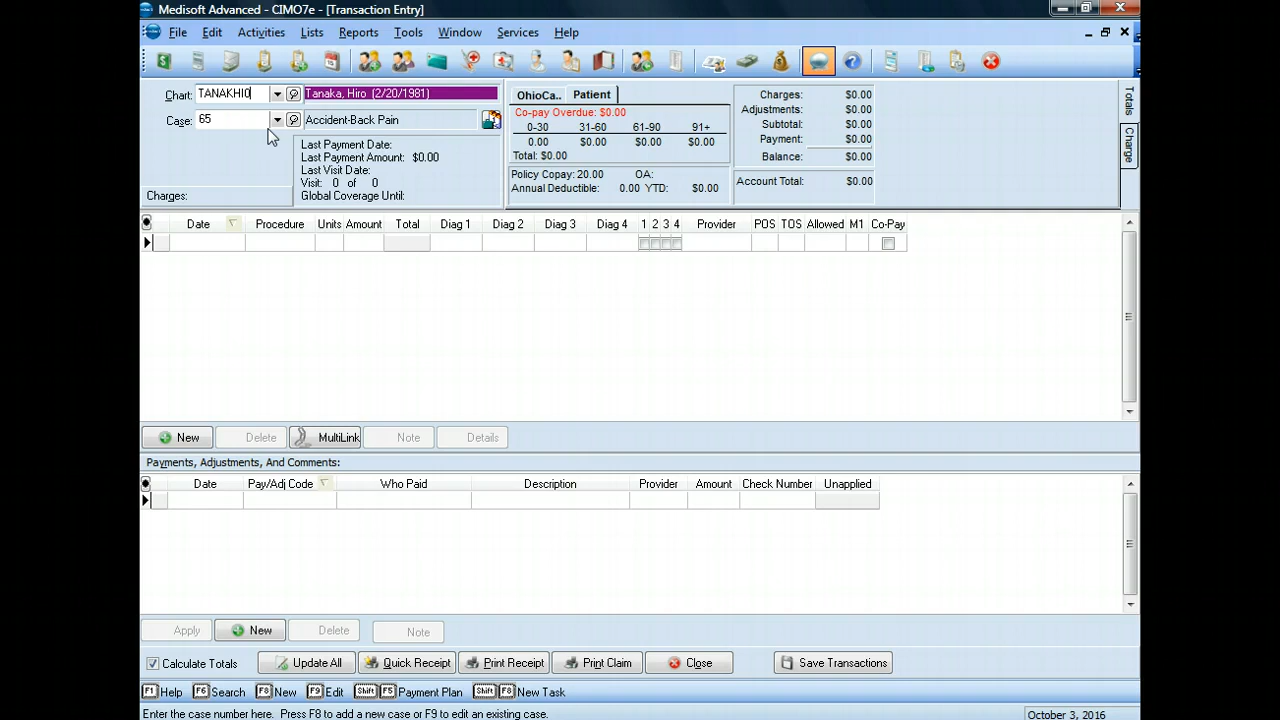 Medisoft Advanced - CIMO7e - [Transaction Entry]
File Edit Activities Lists Reports Tools Window Services Help
Chart: TANAKHI0 Tanaka, Hiro (2/20/1981)
Case: 65 Accident-Back Pain
Last Payment Date:
Last Payment Amount: $0.00
Last Visit Date:
Visit: 0 of 0
Global Coverage Until:
Charges:
OhioCa.. Patient
Co-pay Overdue: $0.00
0-30 31-60 61-90 91+
0.00 $0.00 $0.00 $0.00
Total: $0.00
Policy Copay: 20.00 OA:
Annual Deductible: 0.00 YTD: $0.00
Charges: $0.00
Adjustments: $0.00
Subtotal: $0.00
Payment: $0.00
Balance: $0.00
Account Total: $0.00
Totals
Charge
Date Procedure Units Amount Total Diag 1 Diag 2 Diag 3 Diag 4 1 2 3 4 Provider POS TOS Allowed M1 Co-Pay
New Delete MultiLink Note Details
Payments, Adjustments, And Comments:
Date Pay/Adj Code Who Paid Description Provider Amount Check Number Unapplied
Apply New Delete Note
Calculate Totals Update All Quick Receipt Print Receipt Print Claim Close Save Transactions
F1 Help F6 Search F8 New F9 Edit Shift F5 Payment Plan Shift F8 New Task
Enter the case number here. Press F8 to add a new case or F9 to edit an existing case. October 3, 2016